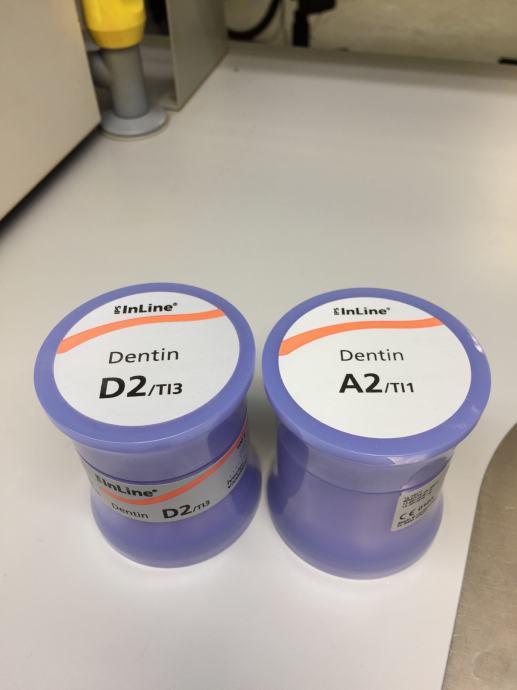 IPS InLine®
Dentin
D2/TI3
IPS InLine®
Dentin
A2/TI1
IPS InLine®
Dentin D2/TI3
CE